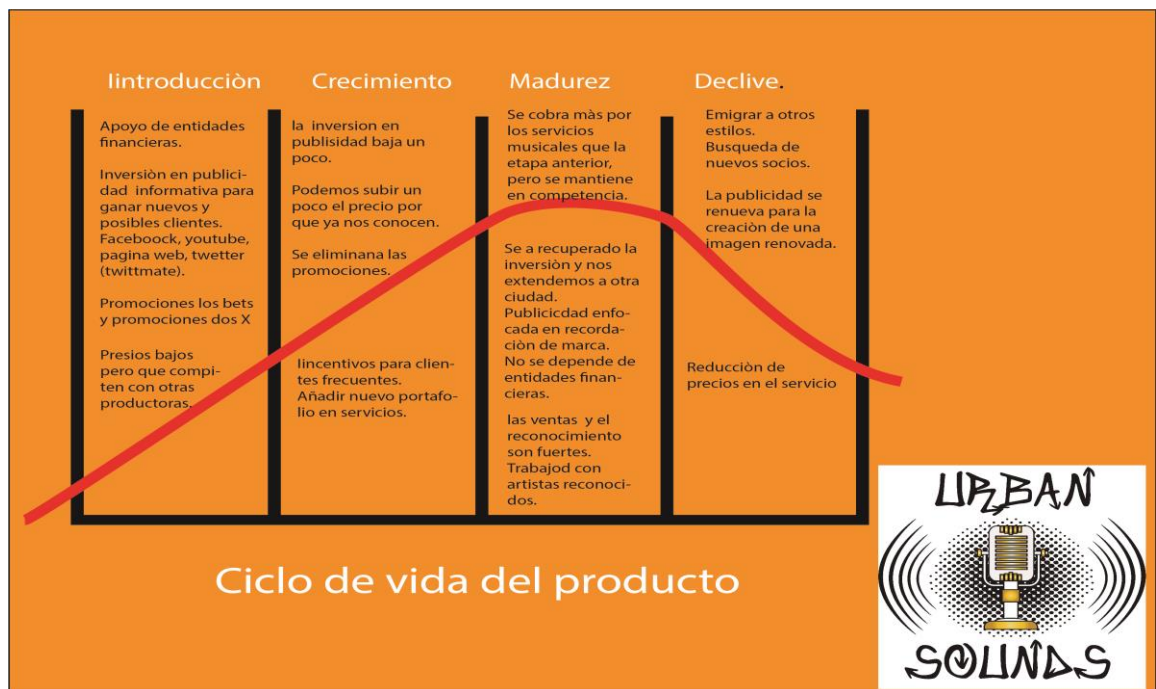 Iintroducciòn
Crecimiento
Madurez
Declive.
Apoyo de entidades
financieras.
Inversiòn en publici-
dad informativa para
ganar nuevos y
posibles clientes.
Faceboock, youtube,
pagina web, twetter
(twittmate).
Promociones los bets
y promociones dos X
Presios bajos
pero que compi-
ten con otras
productoras.
la inversion en
publisidad baja un
poco.
Podemos subir un
poco el precio por
que ya nos conocen.
Se eliminana las
promociones.
Iincentivos para clien-
tes frecuentes.
Añadir nuevo portafo-
lio en servicios.
Se cobra màs por
los servicios
musicales que la
etapa anterior,
pero se mantiene
en competencia.
Se a recuperado la
inversiòn y nos
extendemos a otra
ciudad.
Publicicdad enfo-
cada en recorda-
ciòn de marca.
No se depende de
entidades finan-
cieras.
las ventas y el
reconocimiento
son fuertes.
Trabajod con
artistas reconoci-
dos.
Emigrar a otros
estilos.
Busqueda de
nuevos socios.
La publicidad se
renueva para la
creaciòn de una
imagen renovada.
Reducciòn de
precios en el servicio
Ciclo de vida del producto
URBAN
SOUNDS